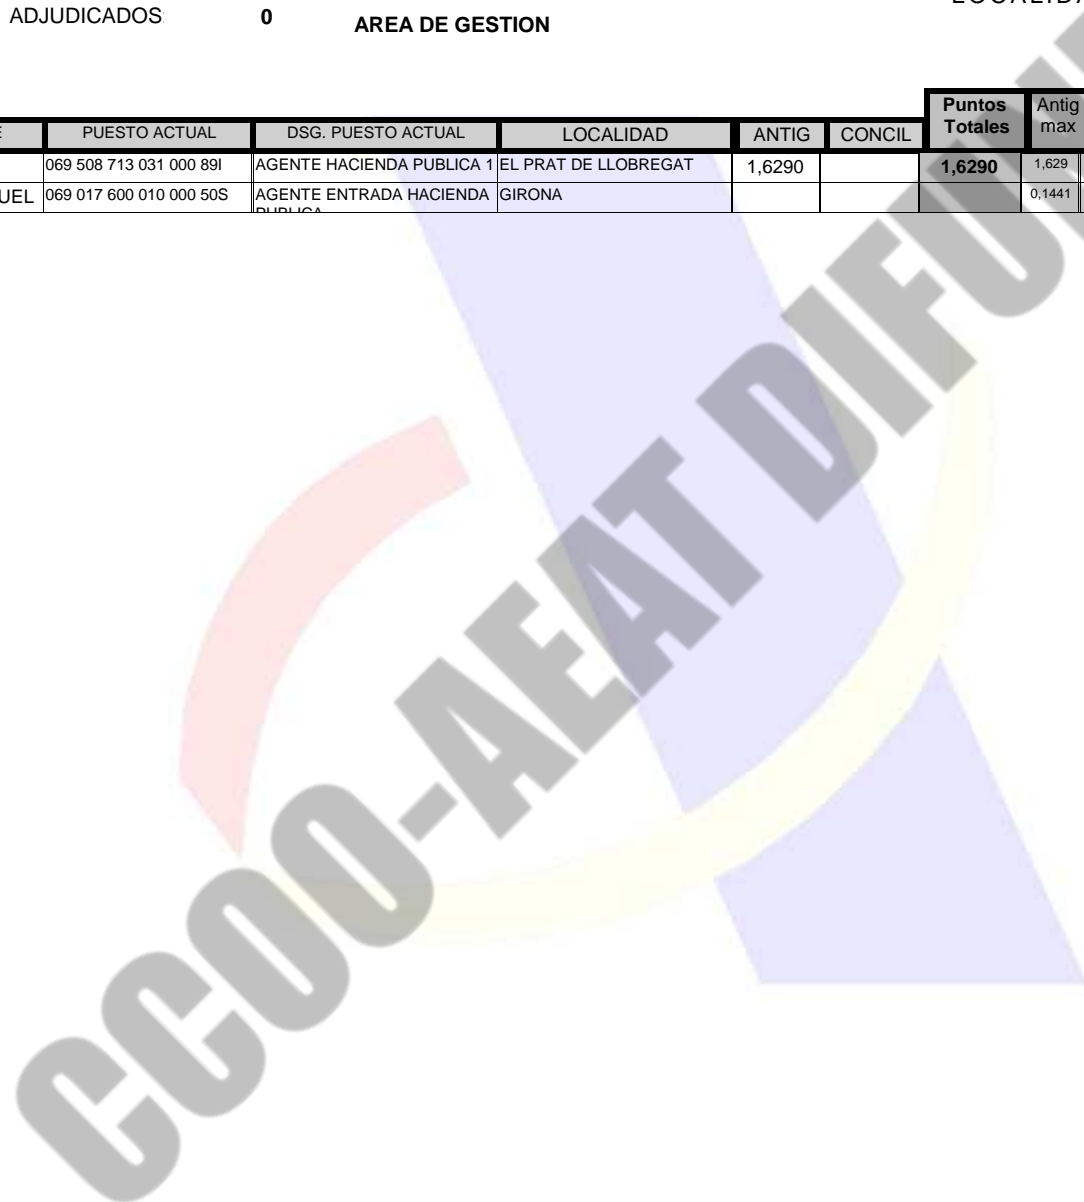 ADJUDICADOS: 0 AREA DE GESTION
PUESTO ACTUAL DSG. PUESTO ACTUAL LOCALIDAD ANTIG CONCIL Puntos Totales Antig max
069 508 713 031 000 89I AGENTE HACIENDA PUBLICA 1 EL PRAT DE LLOBREGAT 1,6290 1,6290 1,629
UEL 069 017 600 010 000 50S AGENTE ENTRADA HACIENDA GIRONA 0,1441
PUBLICA
CCOO-AEAT DIFUN